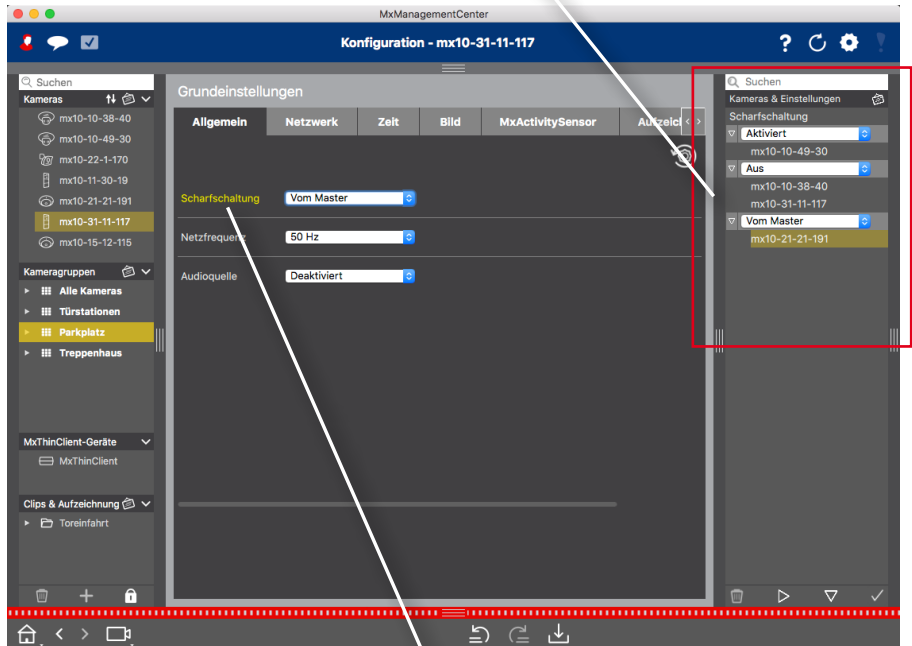 MxManagementCenter
Konfiguration - mx10-31-11-117
Suchen
Kameras
mx10-10-38-40
mx10-10-49-30
mx10-22-1-170
mx10-11-30-19
mx10-21-21-191
mx10-31-11-117
mx10-15-12-115
Kameragruppen
Alle Kameras
Türstationen
Parkplatz
Treppenhaus
MxThinClient-Geräte
MxThinClient
Clips & Aufzeichnung
Toreinfahrt
Grundeinstellungen
Allgemein Netzwerk Zeit Bild MxActivitySensor
Scharfschaltung Vom Master
Netzfrequenz 50 Hz
Audioquelle Deaktiviert
Suchen
Kameras & Einstellungen
Scharfschaltung
Aktiviert
mx10-10-49-30
Aus
mx10-10-38-40
mx10-31-11-117
Vom Master
mx10-21-21-191